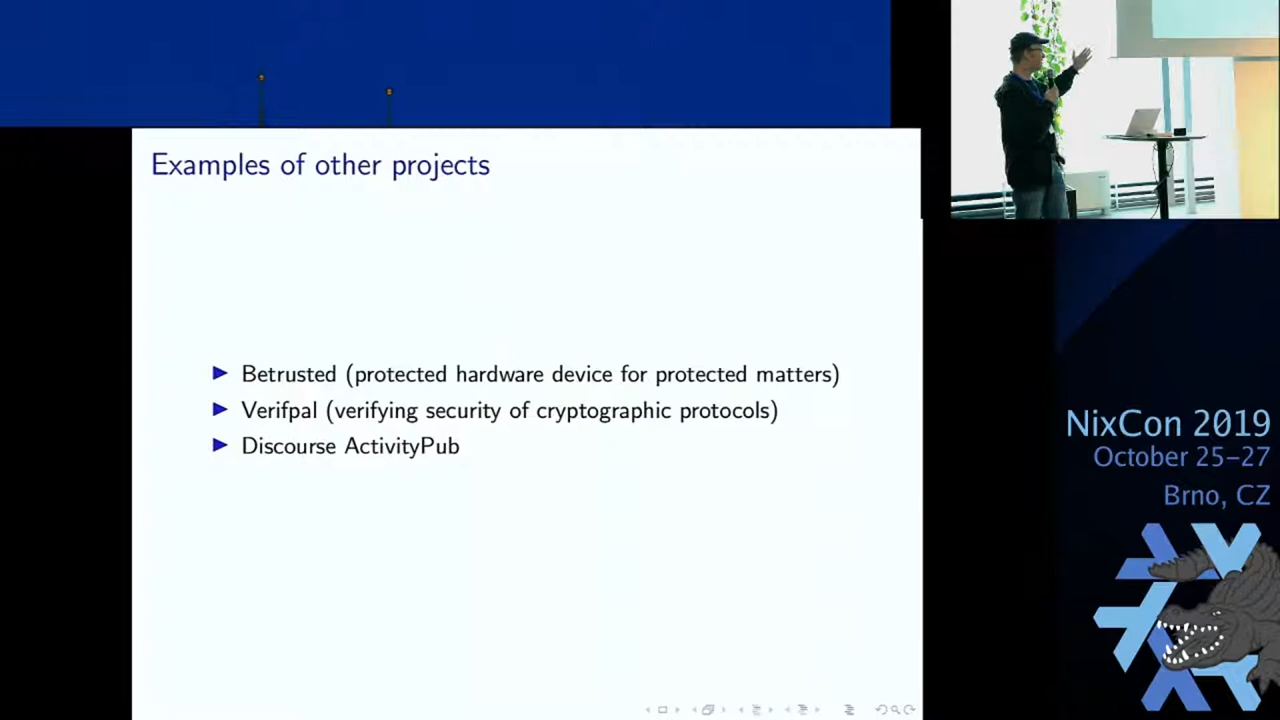 Examples of other projects
Betrusted (protected hardware device for protected matters)
Verifpal (verifying security of cryptographic protocols)
Discourse ActivityPub
NixCon 2019
October 25–27
Brno, CZ